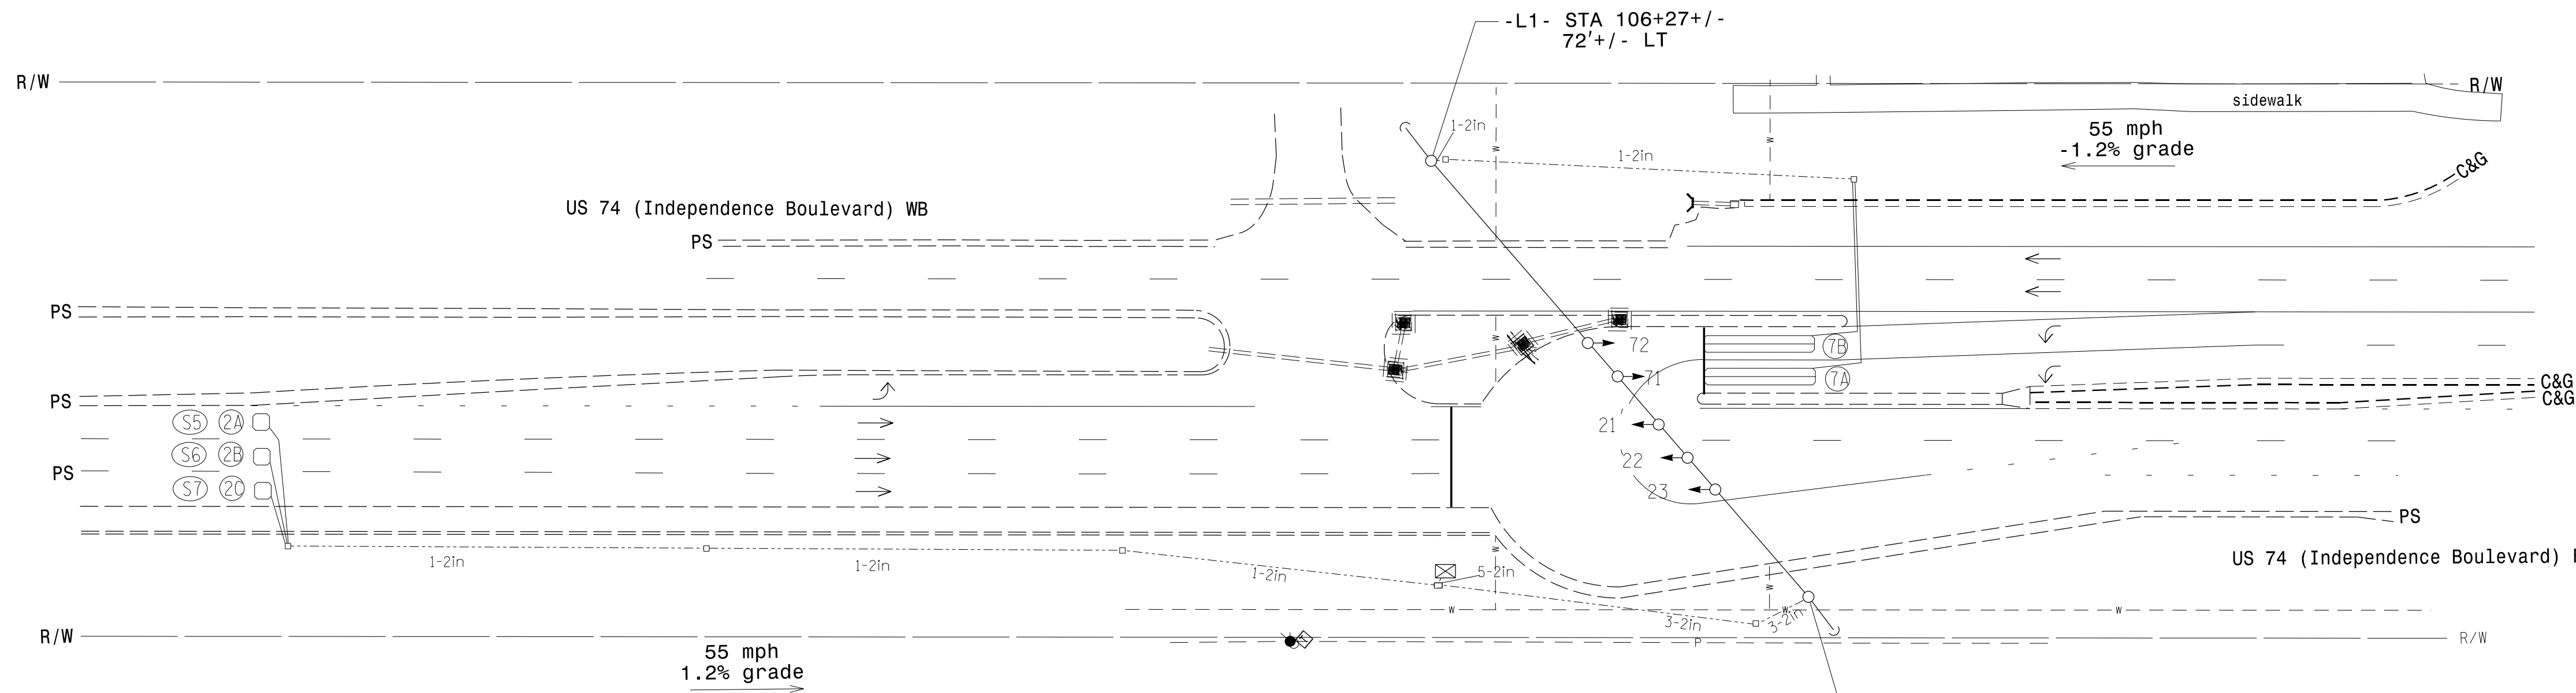 -L1- STA 106+27+/-
72'+/- LT
R/W
R/W
sidewalk
55 mph
-1.2% grade
1-2in
1-2in
W
W
C&G
US 74 (Independence Boulevard) WB
PS
PS
72
7B
W
71
7A
PS
C&G
C&G
S5 2A
21
S6 2B
22
PS
S7 2C
23
PS
1-2in
1-2in
1-2in
5-2in
W
W
US 74 (Independence Boulevard)
W
W
W
3-2in
3-2in
R/W
P
R/W
55 mph
1.2% grade